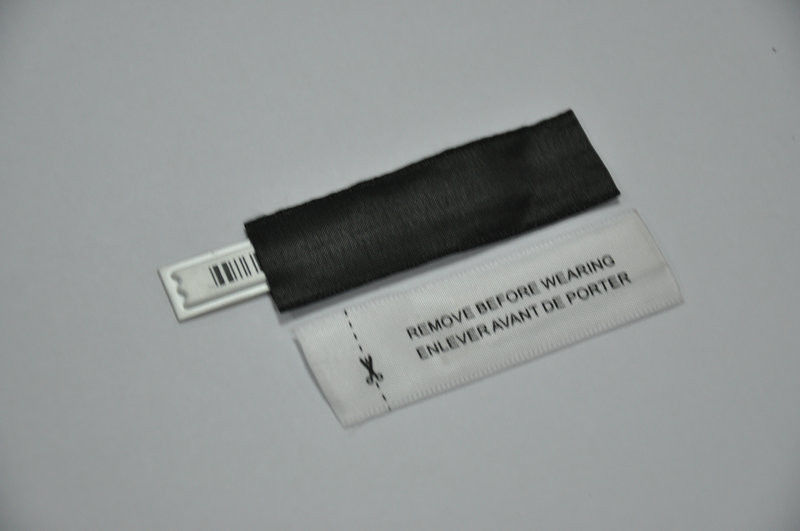 REMOVE BEFORE WEARING
ENLEVER AVANT DE PORTER